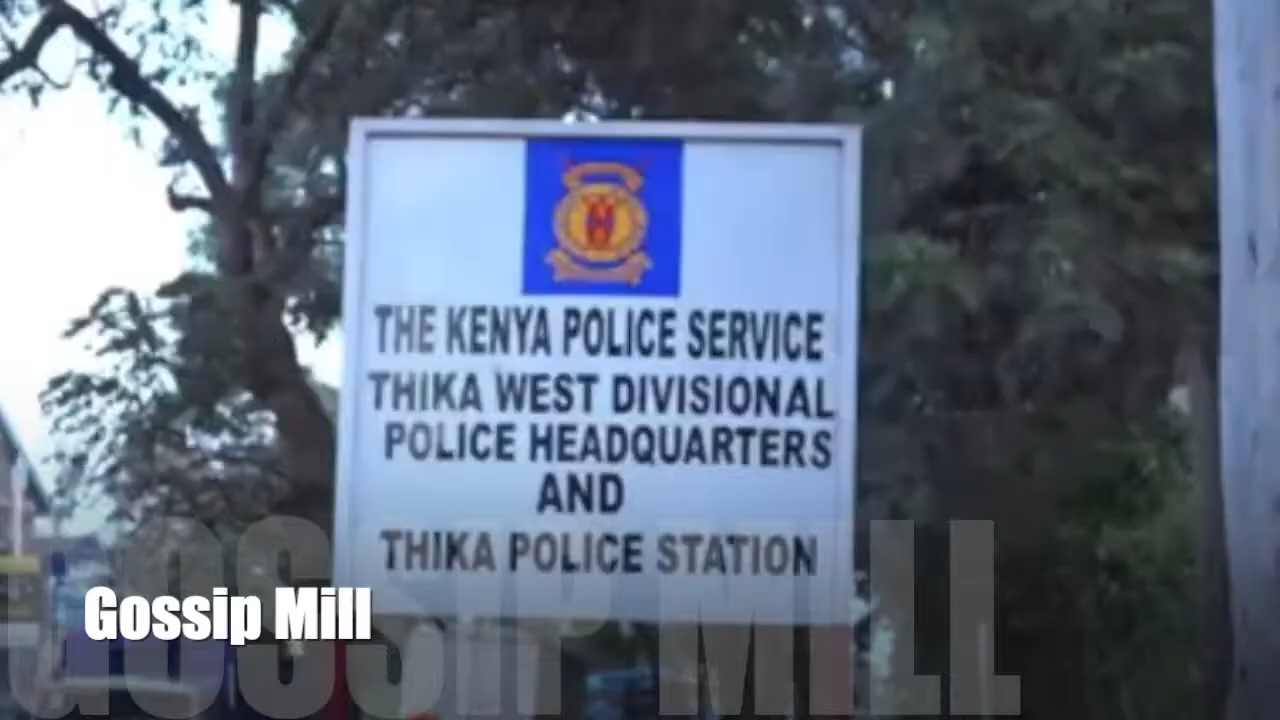 THE KENYA POLICE SERVICE
THIKA WEST DIVISIONAL
POLICE HEADQUARTERS
AND
THIKA POLICE STATION
Gossip Mill
GOSSIP MILL